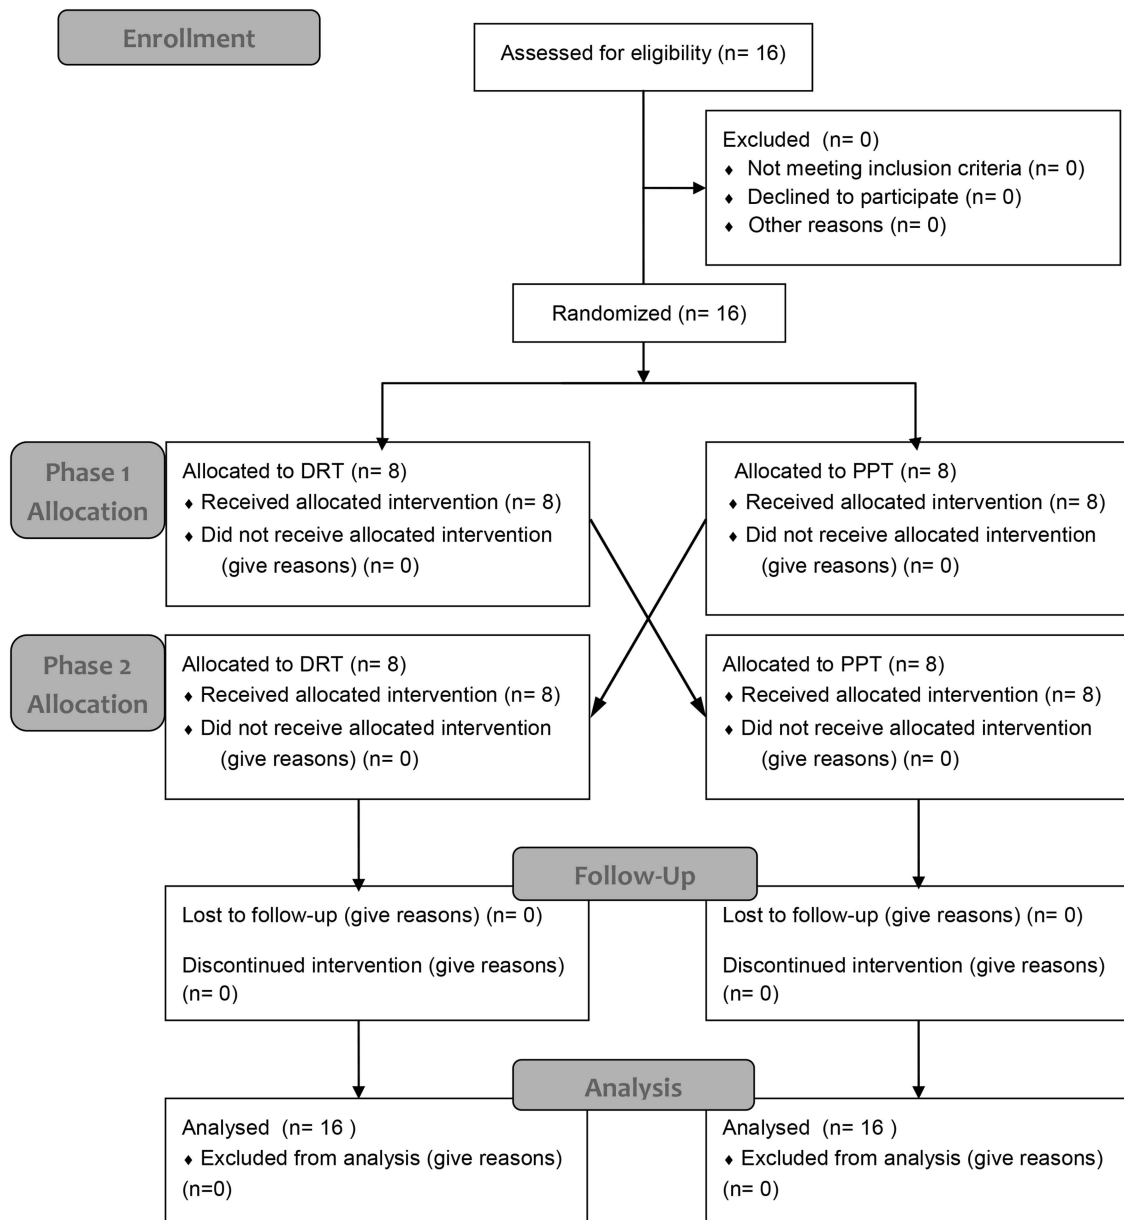 Enrollment
Assessed for eligibility (n= 16)
Excluded (n= 0)
♦ Not meeting inclusion criteria (n= 0)
♦ Declined to participate (n= 0)
♦ Other reasons (n= 0)
Randomized (n= 16)
Phase 1
Allocation
Allocated to DRT (n= 8)
♦ Received allocated intervention (n= 8)
♦ Did not receive allocated intervention
(give reasons) (n= 0)
Allocated to PPT (n= 8)
♦ Received allocated intervention (n= 8)
♦ Did not receive allocated intervention
(give reasons) (n= 0)
Phase 2
Allocation
Allocated to DRT (n= 8)
♦ Received allocated intervention (n= 8)
♦ Did not receive allocated intervention
(give reasons) (n= 0)
Allocated to PPT (n= 8)
♦ Received allocated intervention (n= 8)
♦ Did not receive allocated intervention
(give reasons) (n= 0)
Follow-Up
Lost to follow-up (give reasons) (n= 0)
Discontinued intervention (give reasons)
(n= 0)
Lost to follow-up (give reasons) (n= 0)
Discontinued intervention (give reasons)
(n= 0)
Analysis
Analysed (n= 16 )
♦ Excluded from analysis (give reasons)
(n=0)
Analysed (n= 16 )
♦ Excluded from analysis (give reasons)
(n= 0)